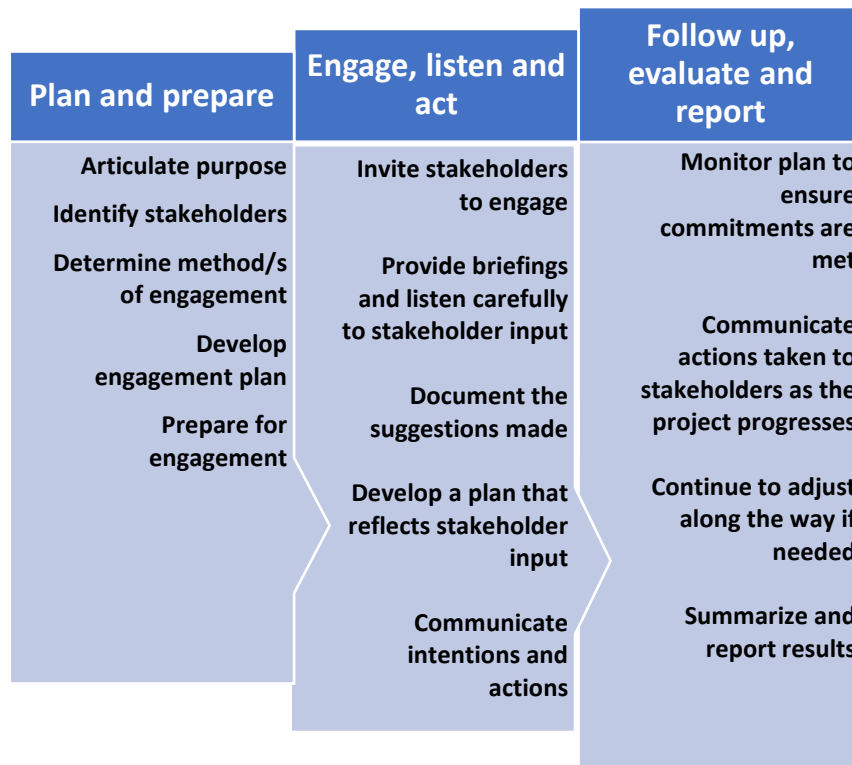 Plan and prepare
Articulate purpose
Identify stakeholders
Determine method/s
of engagement
Develop
engagement plan
Prepare for
engagement
Engage, listen and
act
Invite stakeholders
to engage
Provide briefings
and listen carefully
to stakeholder input
Document the
suggestions made
Develop a plan that
reflects stakeholder
input
Communicate
intentions and
actions
Follow up,
evaluate and
report
Monitor plan to
ensure
commitments are
met
Communicate
actions taken to
stakeholders as the
project progresses
Continue to adjust
along the way if
needed
Summarize and
report results